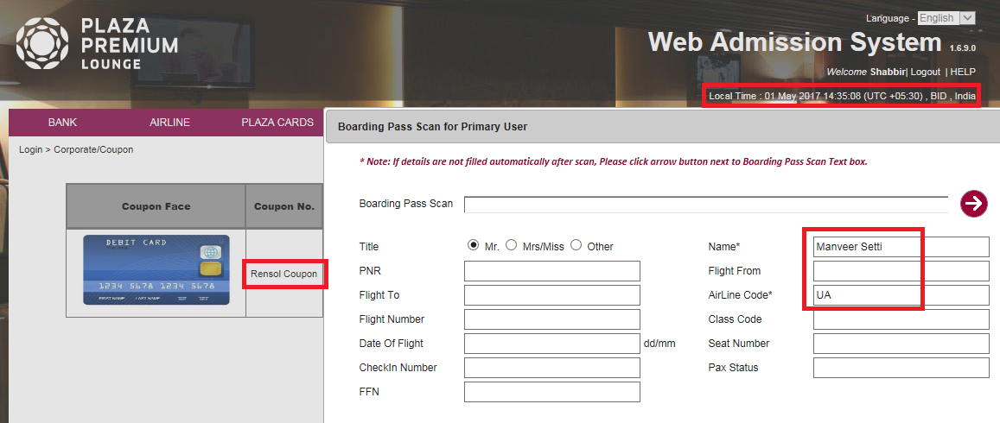 PLAZA
PREMIUM
LOUNGE
Language - English
Web Admission System 1.6.9.0
Welcome Shabbir| Logout | HELP
Local Time : 01 May 2017 14:35:08 (UTC +05:30) , BID , India
BANK AIRLINE PLAZA CARDS
Login > Corporate/Coupon
Coupon Face Coupon No.
DEBIT CARD
1234 5678 1234 5678
FIRST NAME LAST NAME
Rensol Coupon
Boarding Pass Scan for Primary User
* Note: If details are not filled automatically after scan, Please click arrow button next to Boarding Pass Scan Text box.
Boarding Pass Scan
Title Mr. Mrs/Miss Other Name* Manveer Setti
PNR Flight From
Flight To AirLine Code* UA
Flight Number Class Code
Date Of Flight dd/mm Seat Number
CheckIn Number Pax Status
FFN